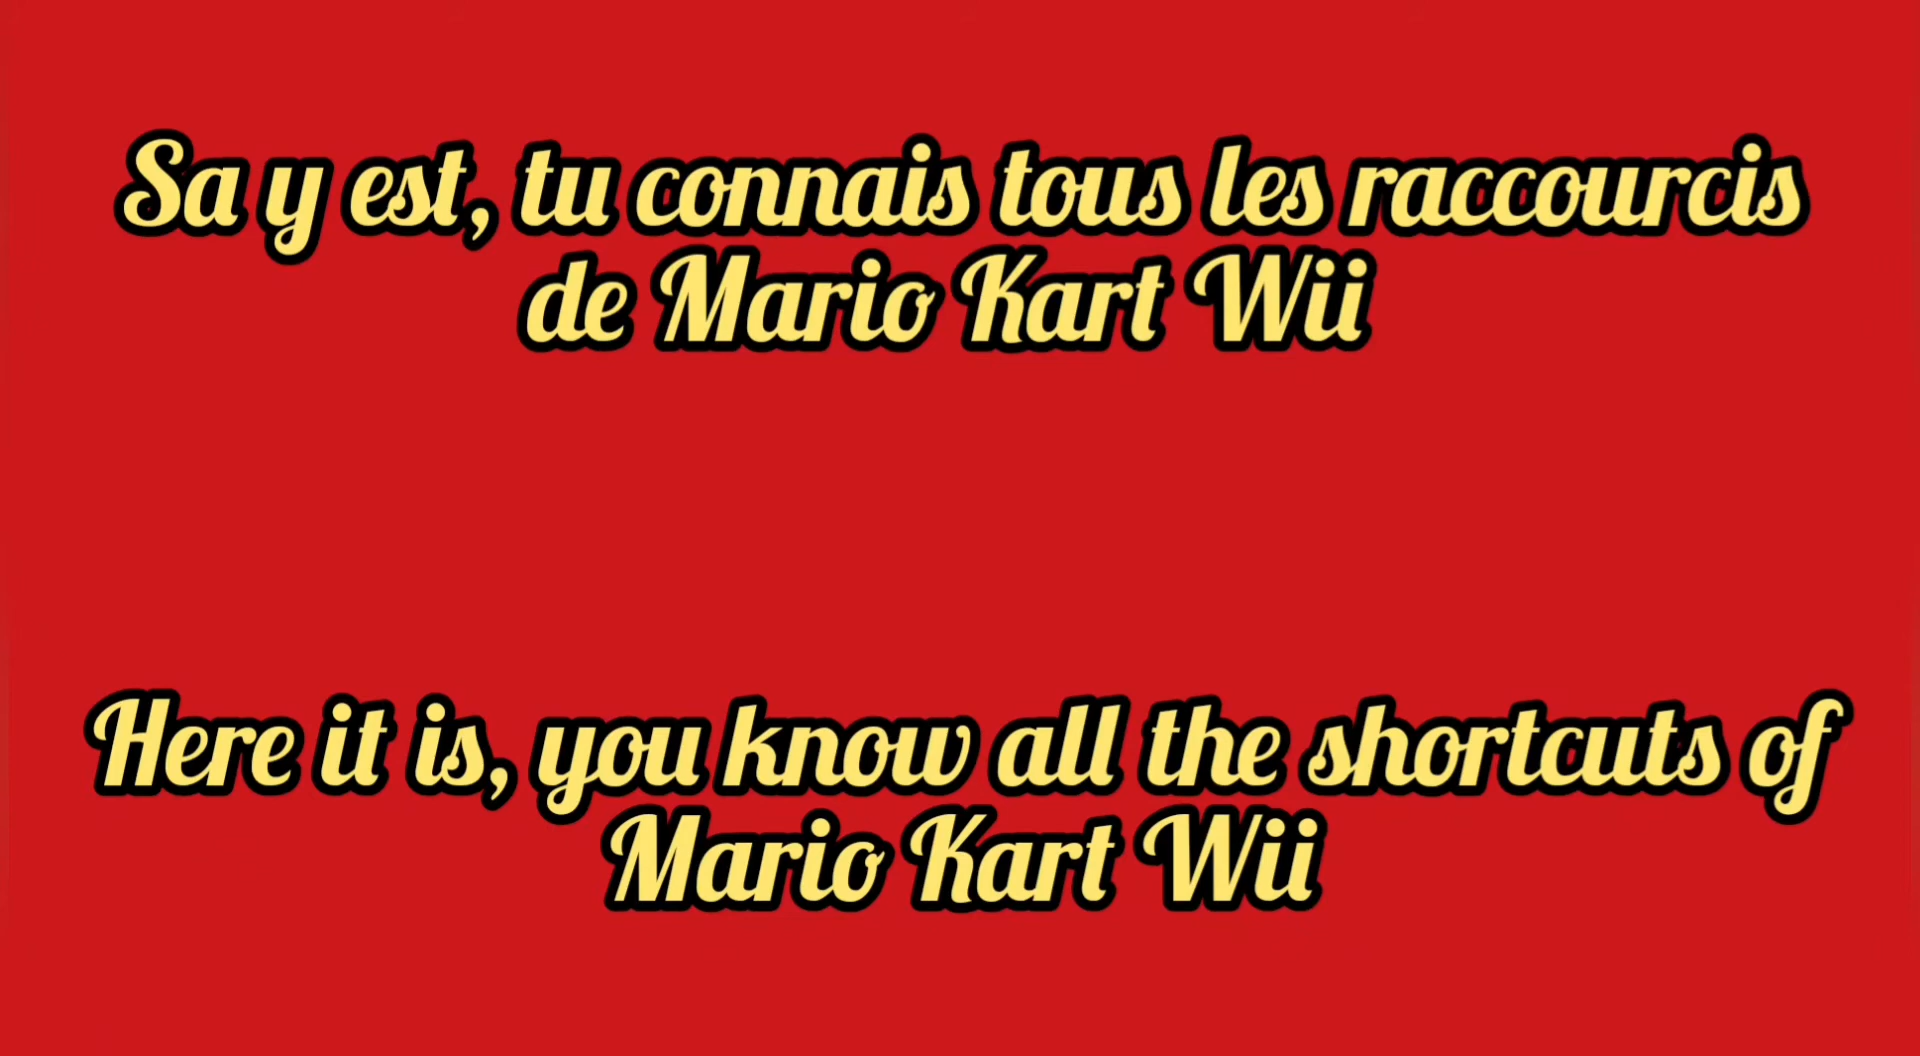 Sa y est, tu connais tous les raccourcis
de Mario Kart Wii
Here it is, you know all the shortcuts of
Mario Kart Wii